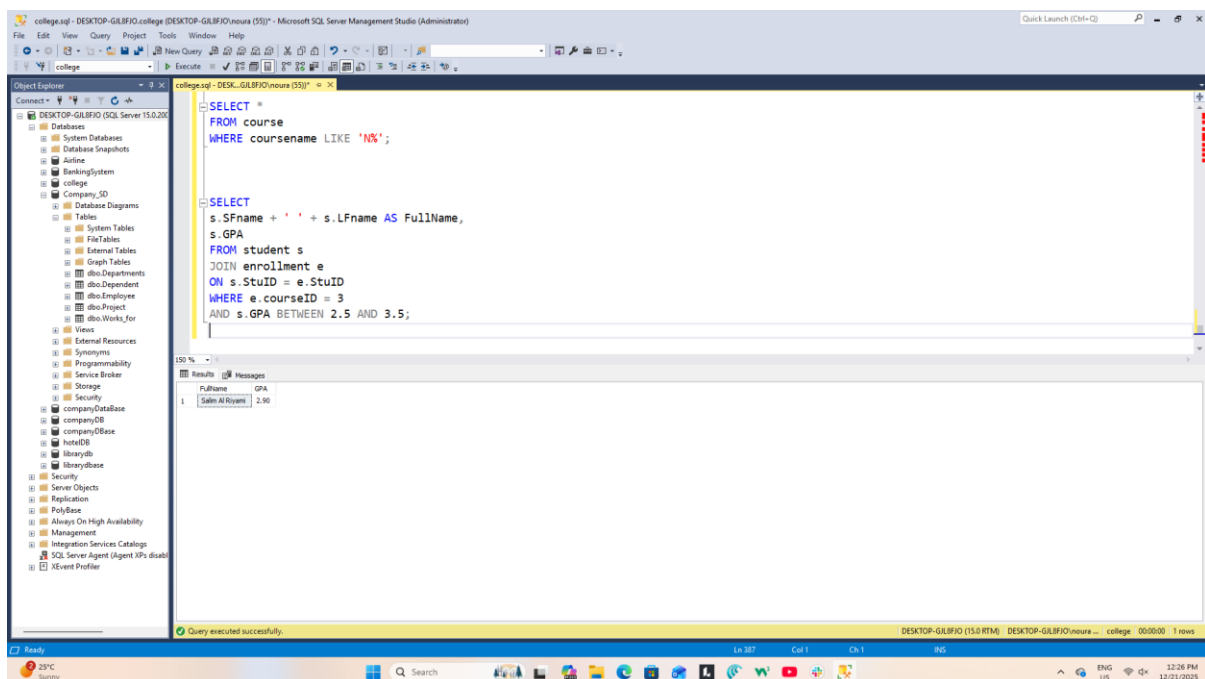 college.sql - DESKTOP-GJL8FJO.college (DESKTOP-GJL8FJO\noura (55))* - Microsoft SQL Server Management Studio (Administrator)
Quick Launch (Ctrl+Q)
File Edit View Query Project Tools Window Help
New Query
college
Execute
Object Explorer
college.sql - DESK...GJL8FJO\noura (55))*
Connect
DESKTOP-GJL8FJO (SQL Server 15.0.200
Databases
System Databases
Database Snapshots
Airline
BankingSystem
college
Company_SD
Database Diagrams
Tables
System Tables
FileTables
External Tables
Graph Tables
dbo.Departments
dbo.Dependent
dbo.Employee
dbo.Project
dbo.Works_for
Views
External Resources
Synonyms
Programmability
Service Broker
Storage
Security
companyDataBase
companyDB
companyDBase
hotelDB
librarydb
librarydbase
Security
Server Objects
Replication
PolyBase
Always On High Availability
Management
Integration Services Catalogs
SQL Server Agent (Agent XPs disabl
XEvent Profiler
SELECT *
FROM course
WHERE coursename LIKE 'N%';
SELECT
s.SFname + ' ' + s.LFname AS FullName,
s.GPA
FROM student s
JOIN enrollment e
ON s.StuID = e.StuID
WHERE e.courseID = 3
AND s.GPA BETWEEN 2.5 AND 3.5;
150 %
Results Messages
FullName GPA
1 Salim Al Riyami 2.90
Query executed successfully.
DESKTOP-GJL8FJO (15.0 RTM) DESKTOP-GJL8FJO\noura ... college 00:00:00 1 rows
Ready
Ln 387 Col 1 Ch 1 INS
2
25°C
Sunny
Search
ENG
US
12:26 PM
12/21/2025